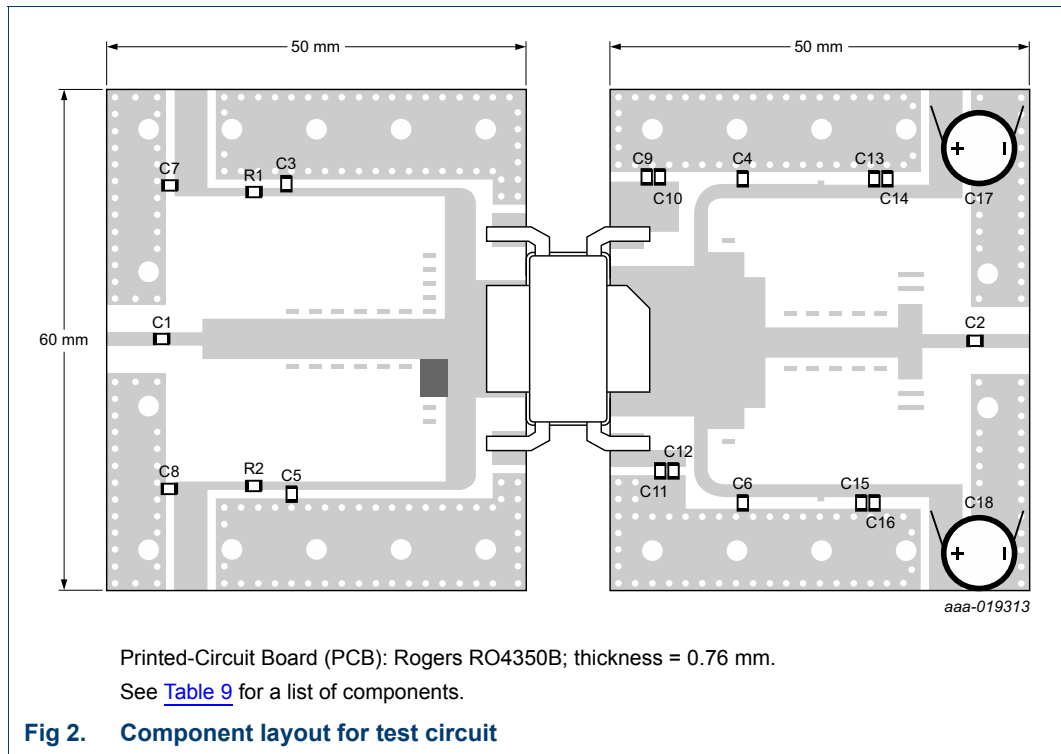 50 mm
50 mm
60 mm
C7
R1
C3
C1
C8
R2
C5
C9
C10
C4
C13
C14
C17
+
–
C2
C12
C11
C6
C15
C16
C18
+
–
aaa-019313
Printed-Circuit Board (PCB): Rogers RO4350B; thickness = 0.76 mm.
See Table 9 for a list of components.
Fig 2. Component layout for test circuit